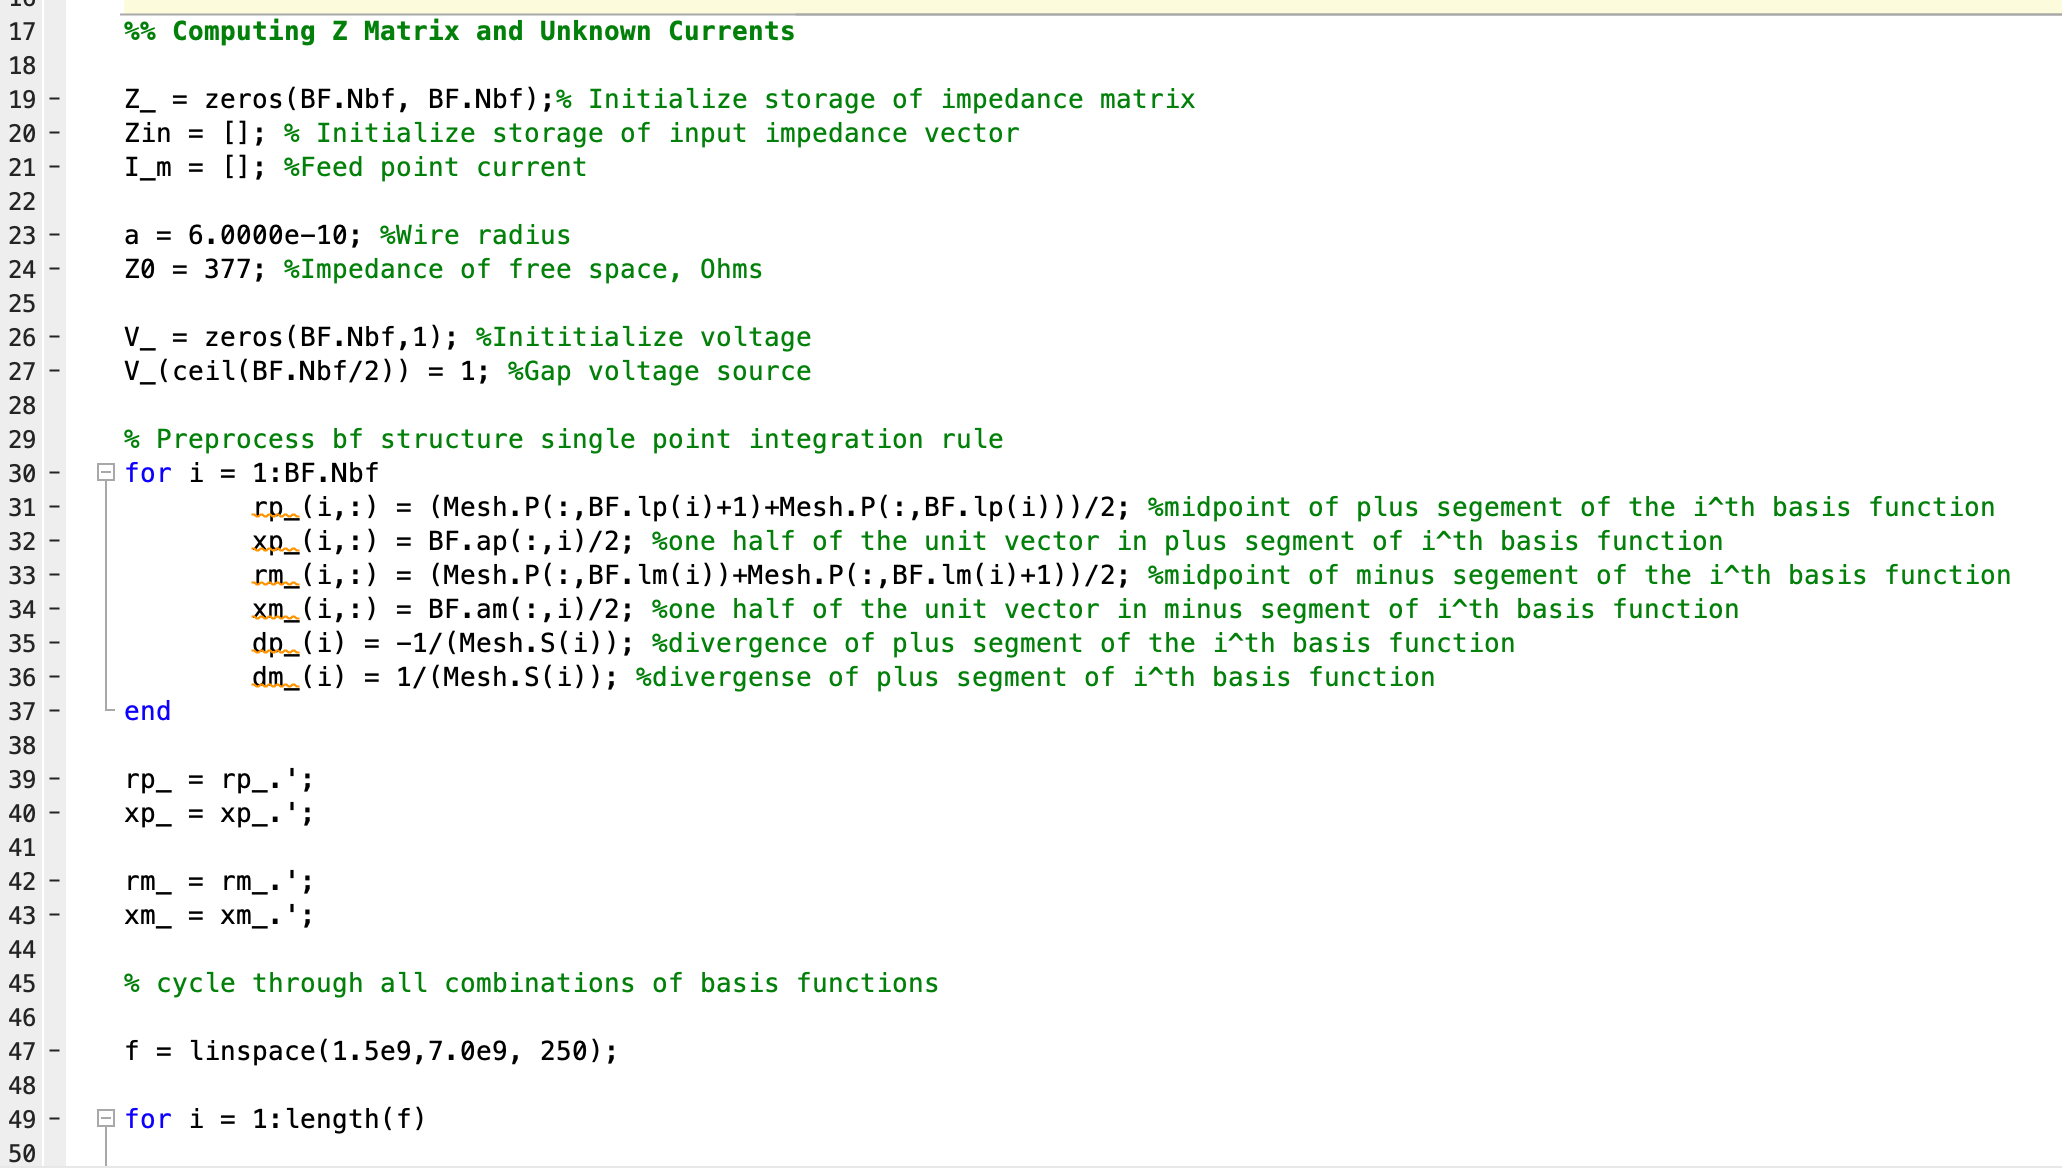 17 %% Computing Z Matrix and Unknown Currents
18
19 - Z_ = zeros(BF.Nbf, BF.Nbf);% Initialize storage of impedance matrix
20 - Zin = []; % Initialize storage of input impedance vector
21 - I_m = []; %Feed point current
22
23 - a = 6.0000e-10; %Wire radius
24 - Z0 = 377; %Impedance of free space, Ohms
25
26 - V_ = zeros(BF.Nbf,1); %Inititialize voltage
27 - V_(ceil(BF.Nbf/2)) = 1; %Gap voltage source
28
29 % Preprocess bf structure single point integration rule
30 - for i = 1:BF.Nbf
31 - rp_(i,:) = (Mesh.P(:,BF.lp(i)+1)+Mesh.P(:,BF.lp(i)))/2; %midpoint of plus segement of the i^th basis function
32 - xp_(i,:) = BF.ap(:,i)/2; %one half of the unit vector in plus segment of i^th basis function
33 - rm_(i,:) = (Mesh.P(:,BF.lm(i))+Mesh.P(:,BF.lm(i)+1))/2; %midpoint of minus segement of the i^th basis function
34 - xm_(i,:) = BF.am(:,i)/2; %one half of the unit vector in minus segment of i^th basis function
35 - dp_(i) = -1/(Mesh.S(i)); %divergence of plus segment of the i^th basis function
36 - dm_(i) = 1/(Mesh.S(i)); %divergense of plus segment of i^th basis function
37 - end
38
39 - rp_ = rp_.';
40 - xp_ = xp_.';
41
42 - rm_ = rm_.';
43 - xm_ = xm_.';
44
45 % cycle through all combinations of basis functions
46
47 - f = linspace(1.5e9,7.0e9, 250);
48
49 - for i = 1:length(f)
50